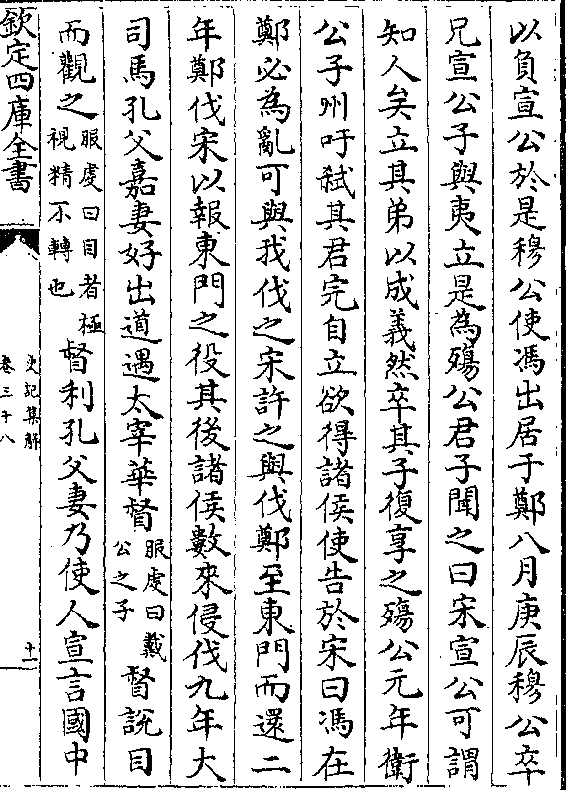 以負宣公於是穆公使馮出居于鄭八月庚辰穆公卒
兄宣公子與夷立是為殤公君子聞之曰宋宣公可謂
知人矣立其弟以成義然卒其子復享之殤公元年衛
公子州吁弑其君完自立欲得諸侯使告於宋曰馮在
鄭必為亂可與我伐之宋許之與伐鄭至東門而還二
年鄭伐宋以報東門之役其後諸侯數來侵伐九年大
司馬孔父嘉妻好出道遇太宰華督服虔曰戴公之子督説目
而觀之服虔曰目者極視精不轉也督利孔父妻乃使人宣言國中
欽定四庫全書
史記集解
卷三十八
十一